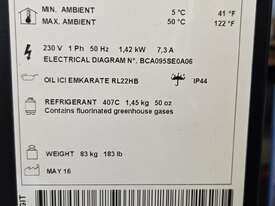 MIN. AMBIENT 5 °C 41 °F
MAX. AMBIENT 50 °C 122 °F
230 V 1 Ph 50 Hz 1,42 kW 7,3 A
ELECTRICAL DIAGRAM N°. BCA095SE0A06
OIL ICI EMKARATE RL22HB IP44
REFRIGERANT 407C 1,45 kg 50 oz
Contains fluorinated greenhouse gases
WEIGHT 83 kg 183 lb
MAY 16